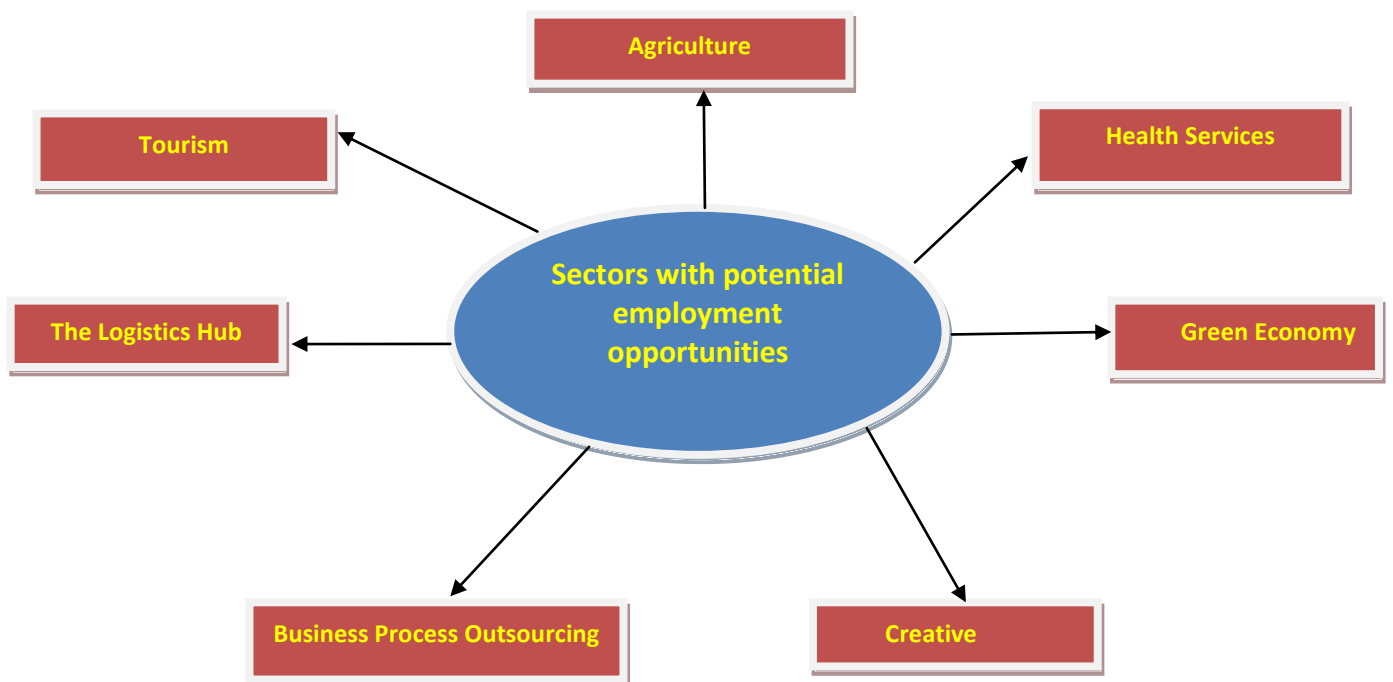 Agriculture
Tourism
Health Services
Sectors with potential
employment
opportunities
The Logistics Hub
Green Economy
Business Process Outsourcing
Creative